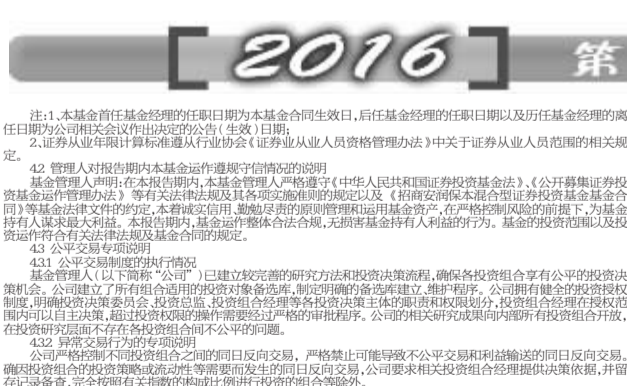 2016
第
注:1、本基金首任基金经理的任职日期为本基金合同生效日,后任基金经理的任职日期以及历任基金经理的离
任日期为公司相关会议作出决定的公告(生效)日期;
2、证券从业年限计算标准遵从行业协会《证券业从业人员资格管理办法》中关于证券从业人员范围的相关规
定。
4.2 管理人对报告期内本基金运作遵规守信情况的说明
基金管理人声明:在本报告期内,本基金管理人严格遵守《中华人民共和国证券投资基金法》、《公开募集证券投
资基金运作管理办法》等有关法律法规及其各项实施准则的规定以及《招商安润保本混合型证券投资基金基金合
同》等基金法律文件的约定,本着诚实信用、勤勉尽责的原则管理和运用基金资产,在严格控制风险的前提下,为基金
持有人谋求最大利益。本报告期内,基金运作整体合法合规,无损害基金持有人利益的行为。基金的投资范围以及投
资运作符合有关法律法规及基金合同的规定。
4.3 公平交易专项说明
4.3.1 公平交易制度的执行情况
基金管理人(以下简称“公司”)已建立较完善的研究方法和投资决策流程,确保各投资组合享有公平的投资决
策机会。公司建立了所有组合适用的投资对象备选库,制定明确的备选库建立、维护程序。公司拥有健全的投资授权
制度,明确投资决策委员会、投资总监、投资组合经理等各投资决策主体的职责和权限划分,投资组合经理在授权范
围内可以自主决策,超过投资权限的操作需要经过严格的审批程序。公司的相关研究成果向内部所有投资组合开放,
在投资研究层面不存在各投资组合间不公平的问题。
4.3.2 异常交易行为的专项说明
公司严格控制不同投资组合之间的同日反向交易,严格禁止可能导致不公平交易和利益输送的同日反向交易。
确因投资组合的投资策略或流动性等需要而发生的同日反向交易,公司要求相关投资组合经理提供决策依据,并留
存记录备查,完全按照有关指数的构成比例进行投资的组合等除外。